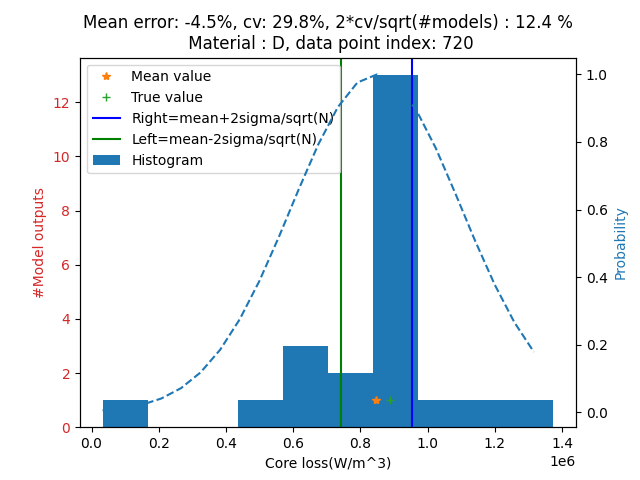 Mean error: -4.5%, cv: 29.8%, 2*cv/sqrt(#models) : 12.4 %
Material : D, data point index: 720
Mean value
True value
Right=mean+2sigma/sqrt(N)
Left=mean-2sigma/sqrt(N)
Histogram
#Model outputs
0
2
4
6
8
10
12
Probability
0.0
0.2
0.4
0.6
0.8
1.0
0.0 0.2 0.4 0.6 0.8 1.0 1.2 1.4
1e6
Core loss(W/m^3)